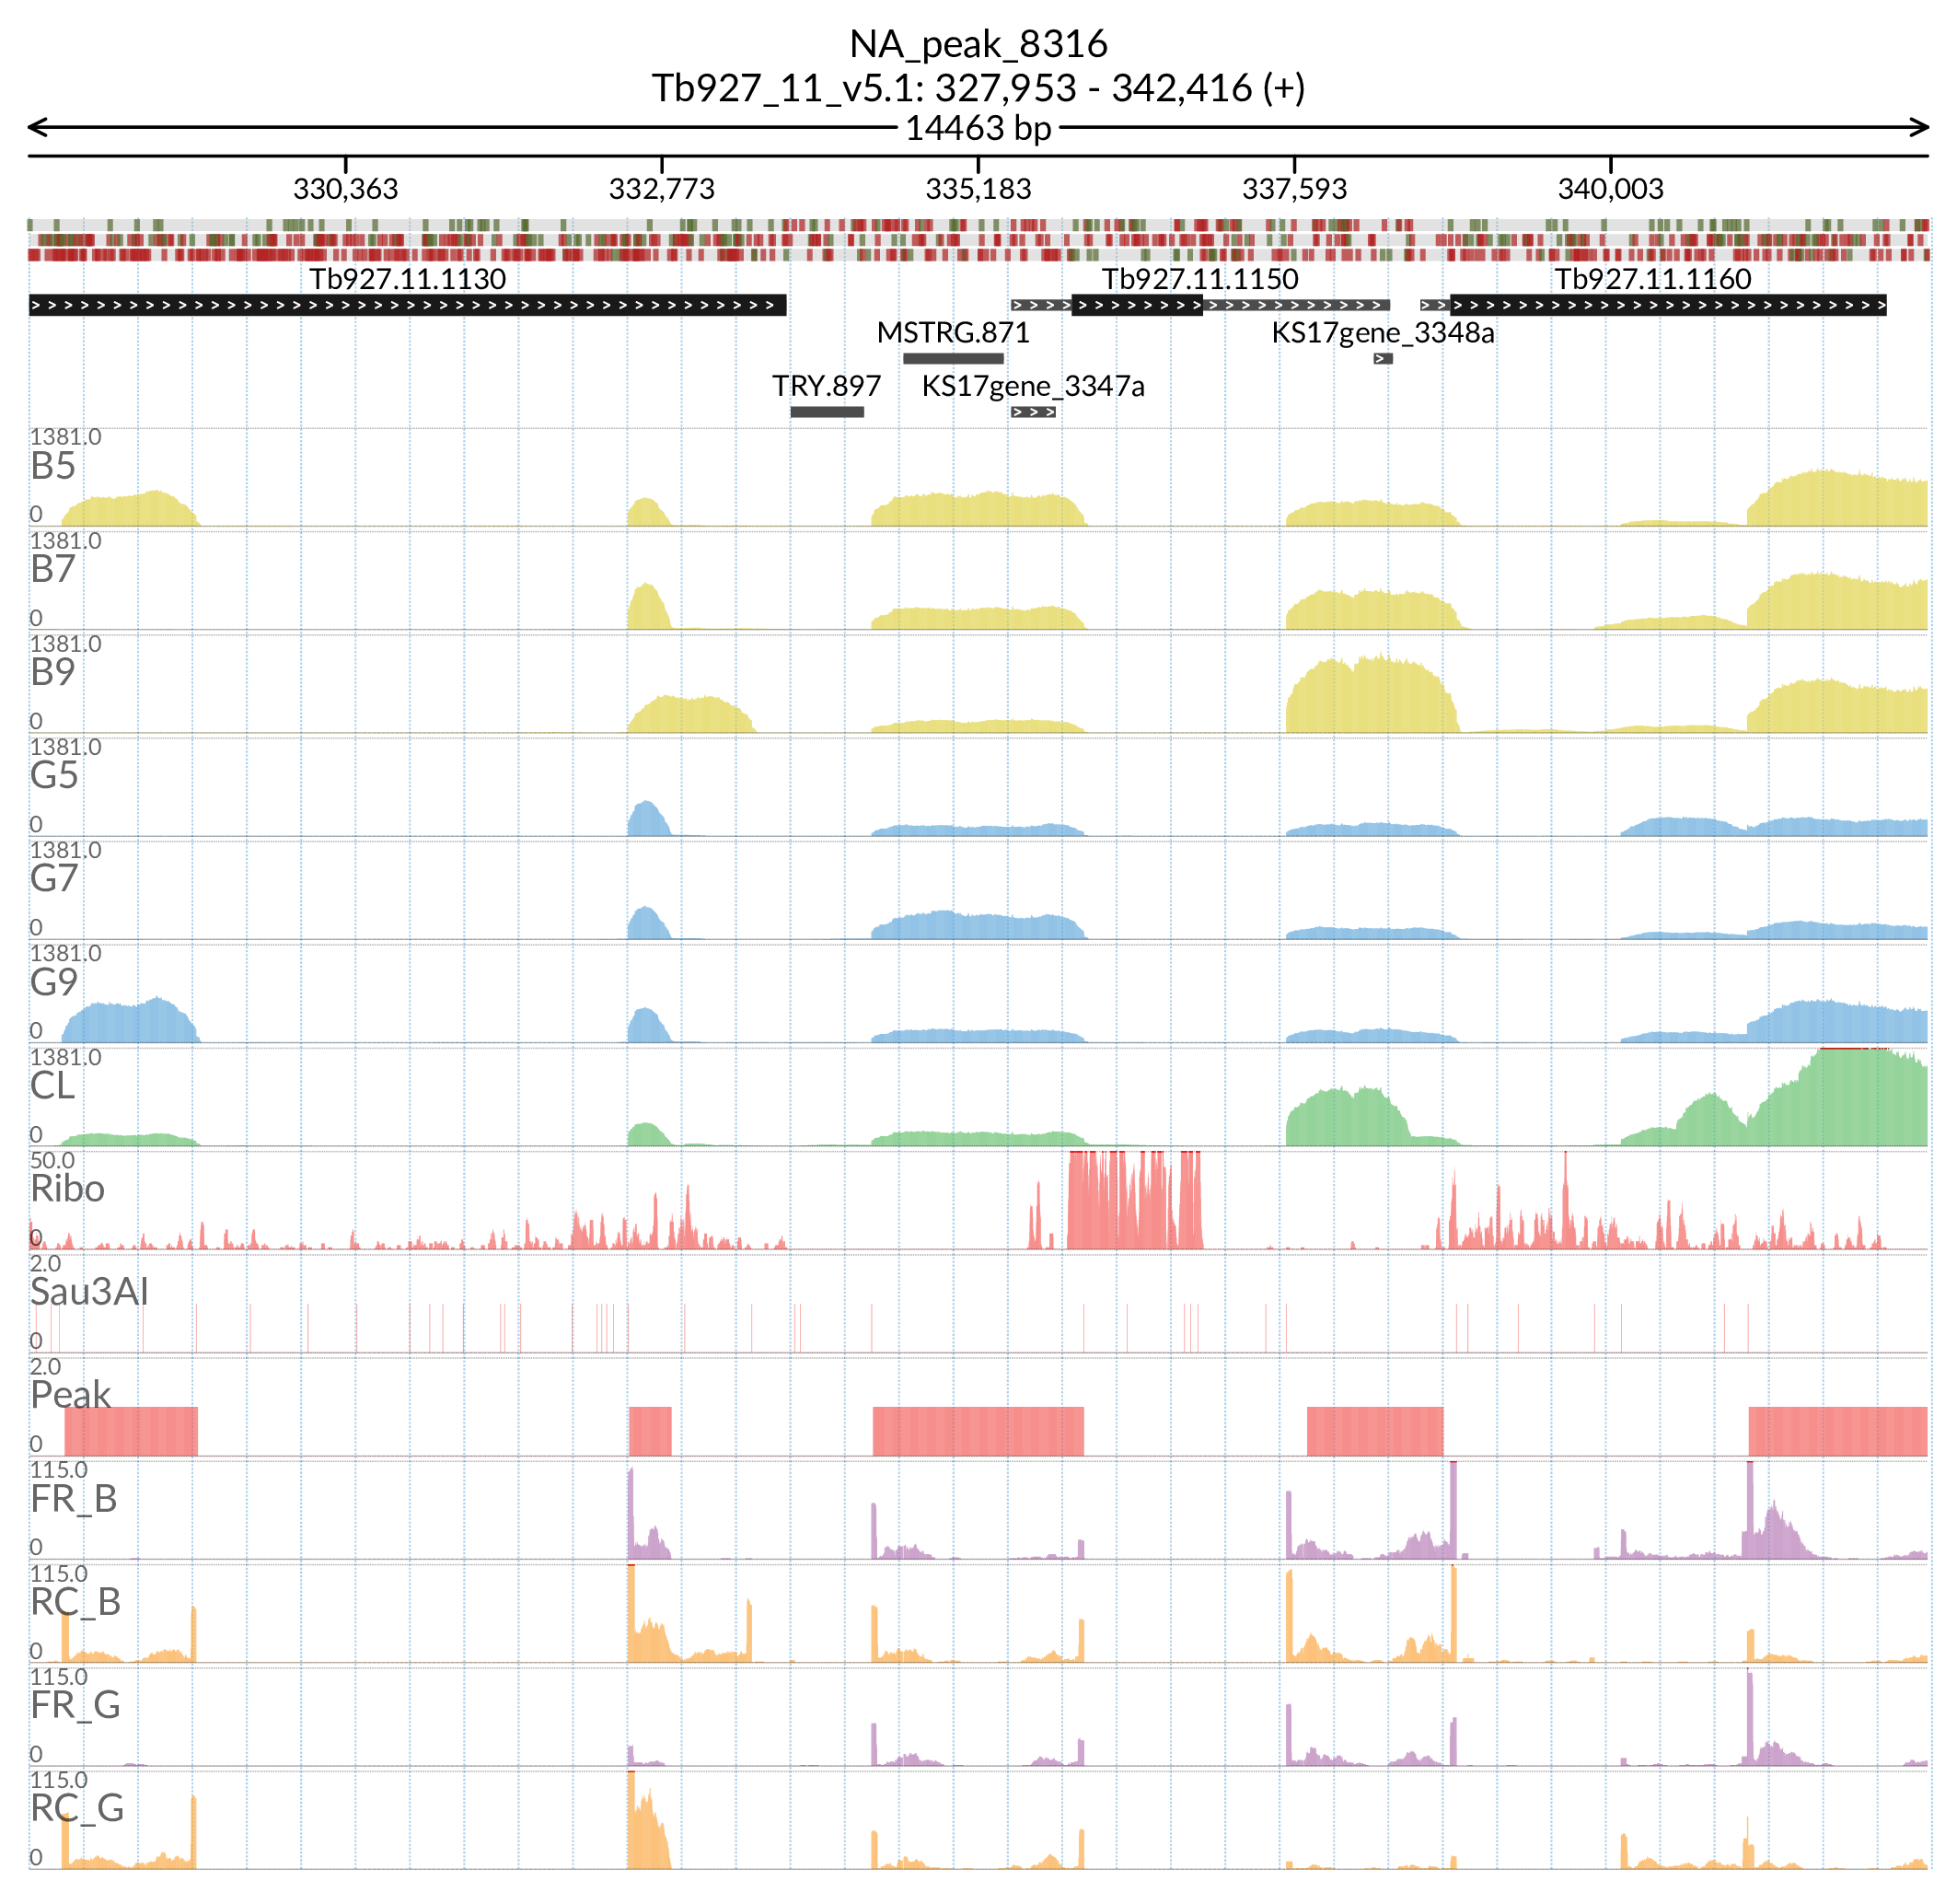 NA_peak_8316
Tb927_11_v5.1: 327,953 - 342,416 (+)
14463 bp
330,363 332,773 335,183 337,593 340,003
Tb927.11.1130 Tb927.11.1150 Tb927.11.1160
MSTRG.871 KS17gene_3348a
TRY.897 KS17gene_3347a
1381.0
B5
0
1381.0
B7
0
1381.0
B9
0
1381.0
G5
0
1381.0
G7
0
1381.0
G9
0
1381.0
CL
0
50.0
Ribo
0
2.0
Sau3AI
0
2.0
Peak
0
115.0
FR_B
0
115.0
RC_B
0
115.0
FR_G
0
115.0
RC_G
0